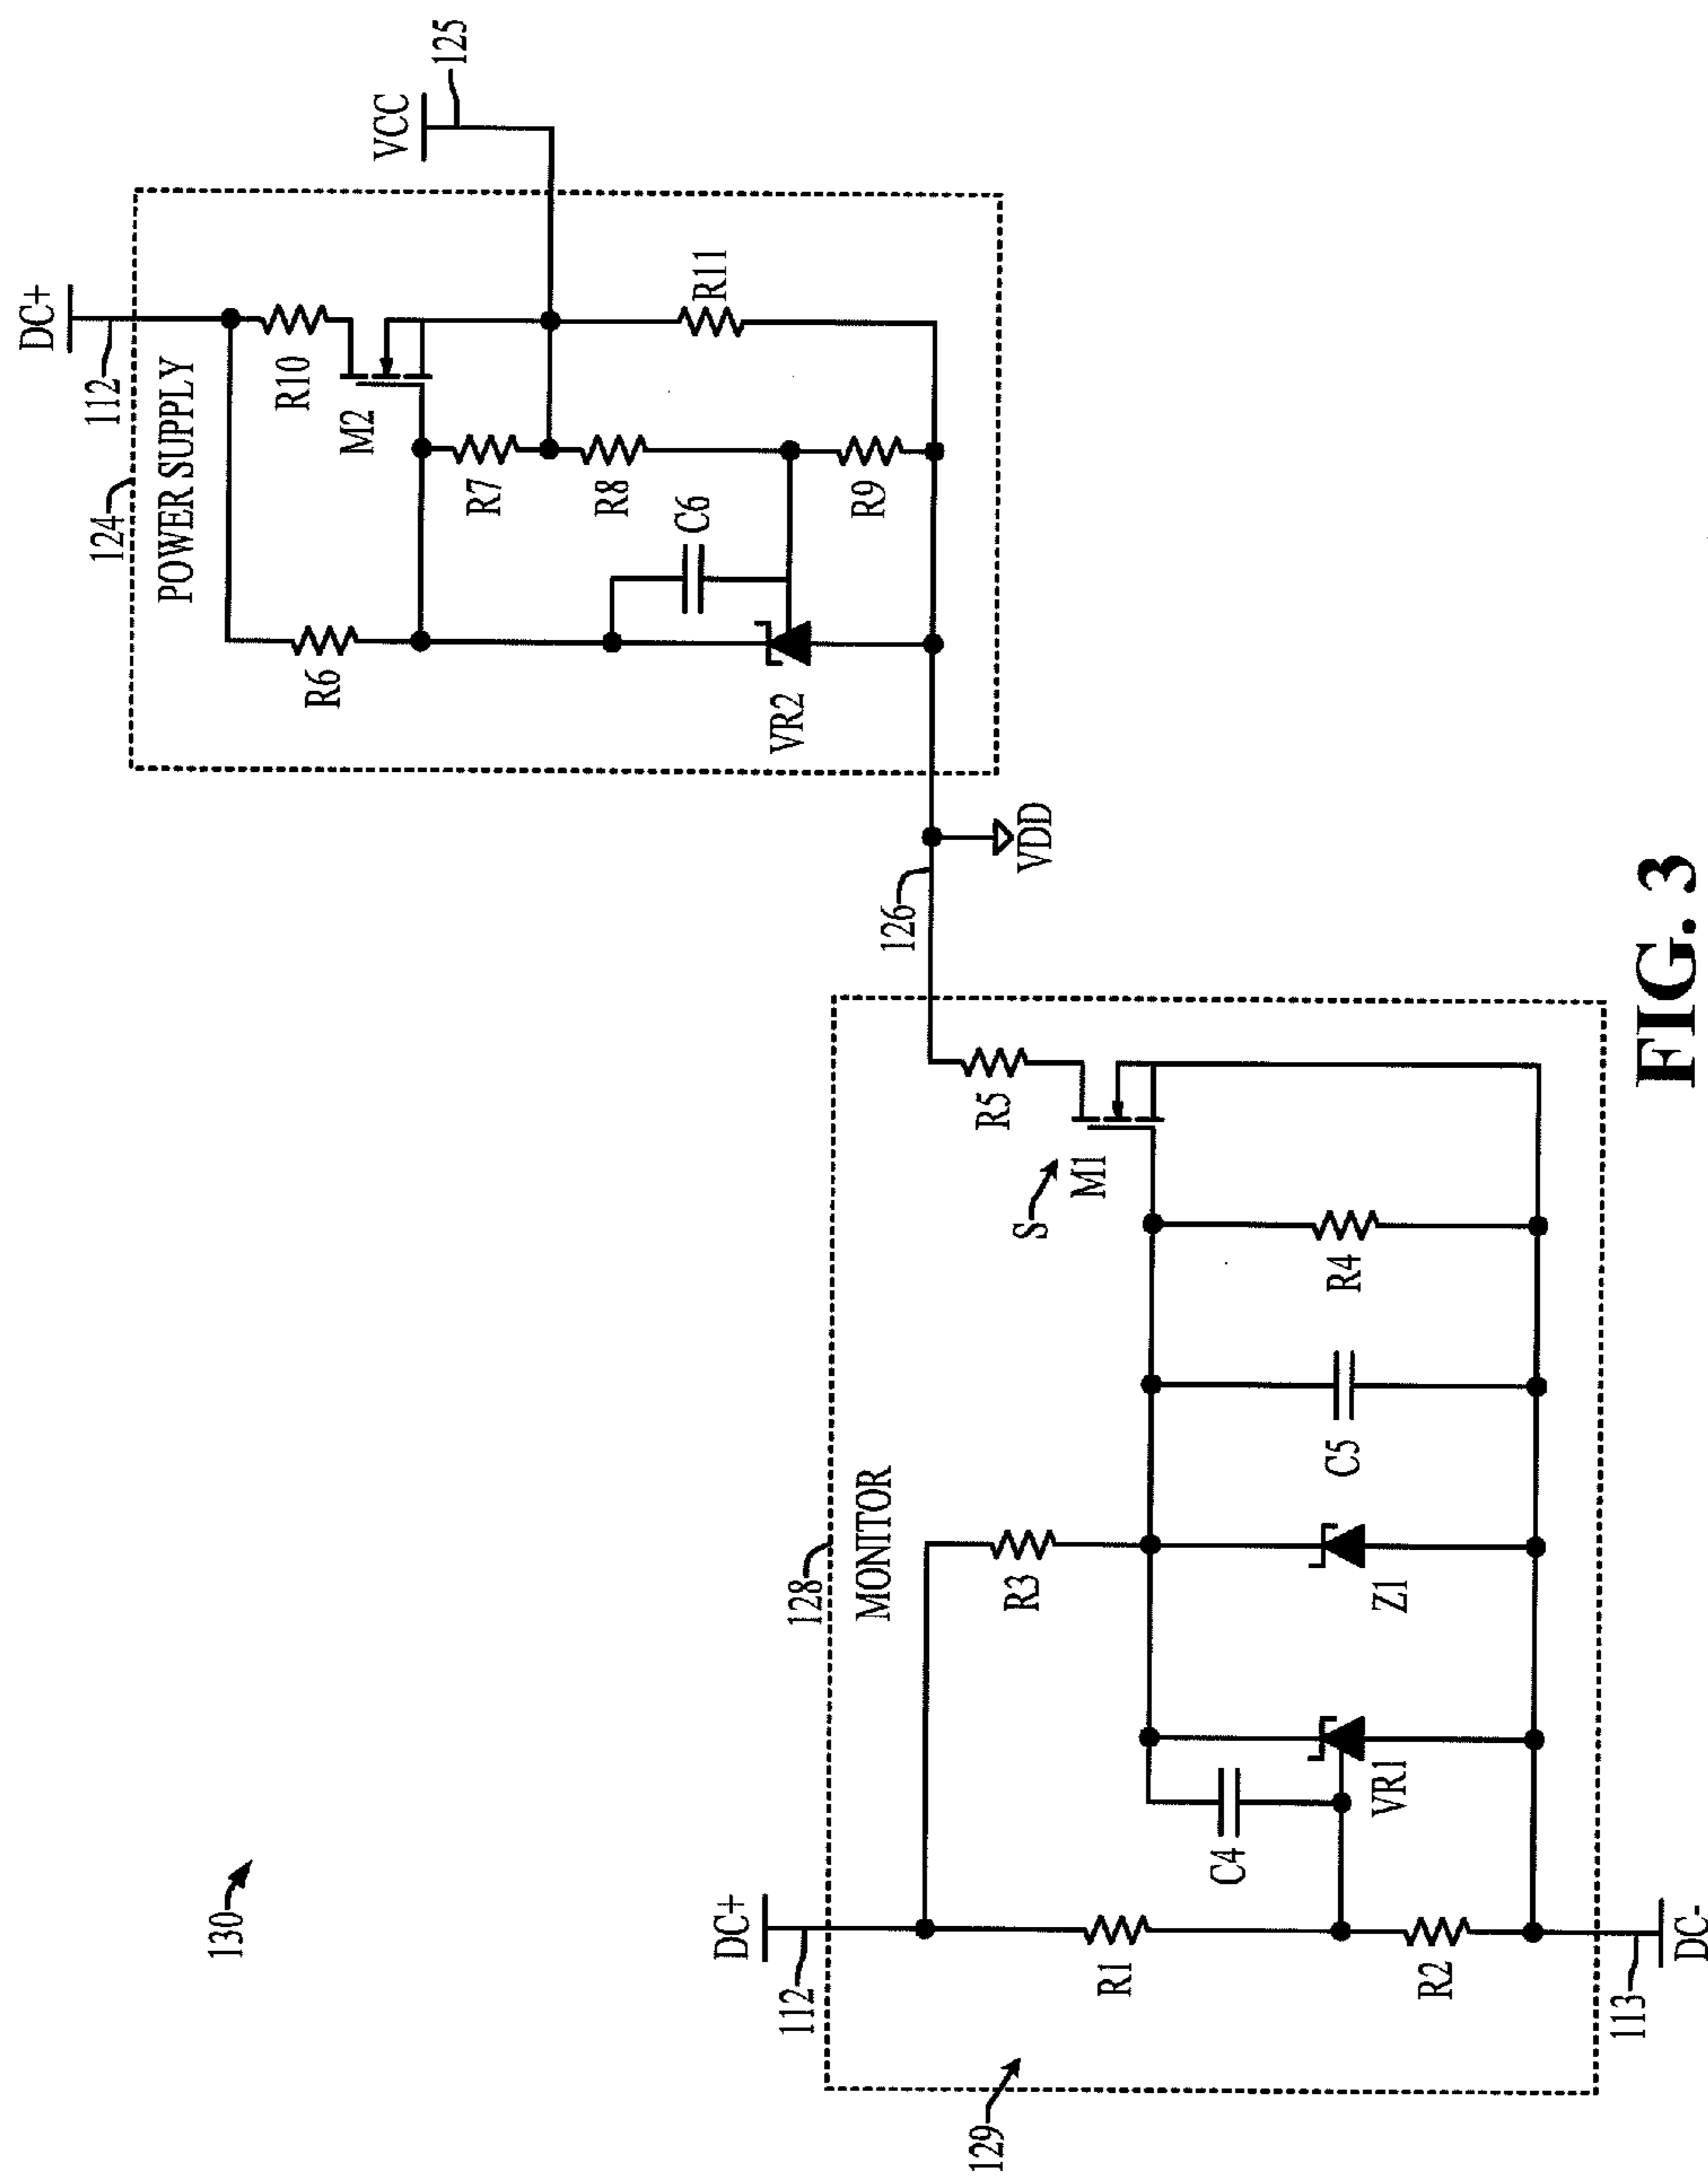 130
DC+
112
124
POWER SUPPLY
R10
M2
R6
R7
R8
C6
R9
R11
VR2
VCC
125
126
VDD
128
MONITOR
129
DC+
112
R1
R2
R3
C4
VR1
Z1
C5
R4
R5
S
M1
113
DC-
FIG. 3